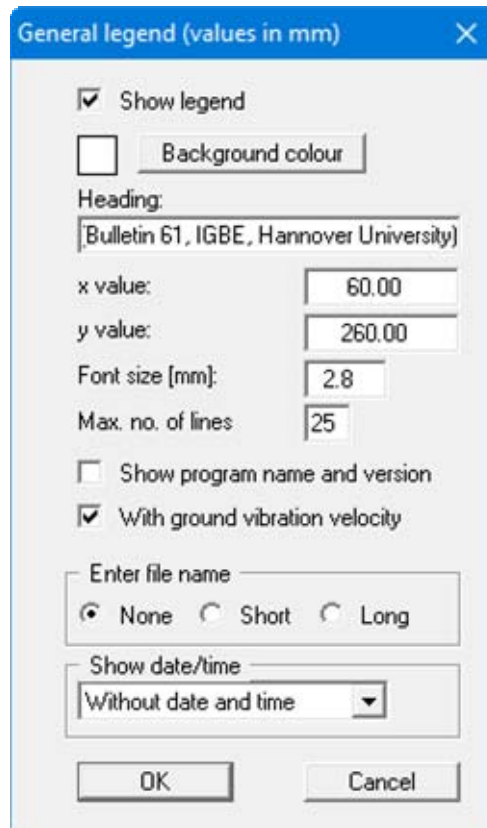 General legend (values in mm)
Show legend
Background colour
Heading:
Bulletin 61, IGBE, Hannover University)
x value: 60.00
y value: 260.00
Font size [mm]: 2.8
Max. no. of lines 25
Show program name and version
With ground vibration velocity
Enter file name
None Short Long
Show date/time
Without date and time
OK Cancel